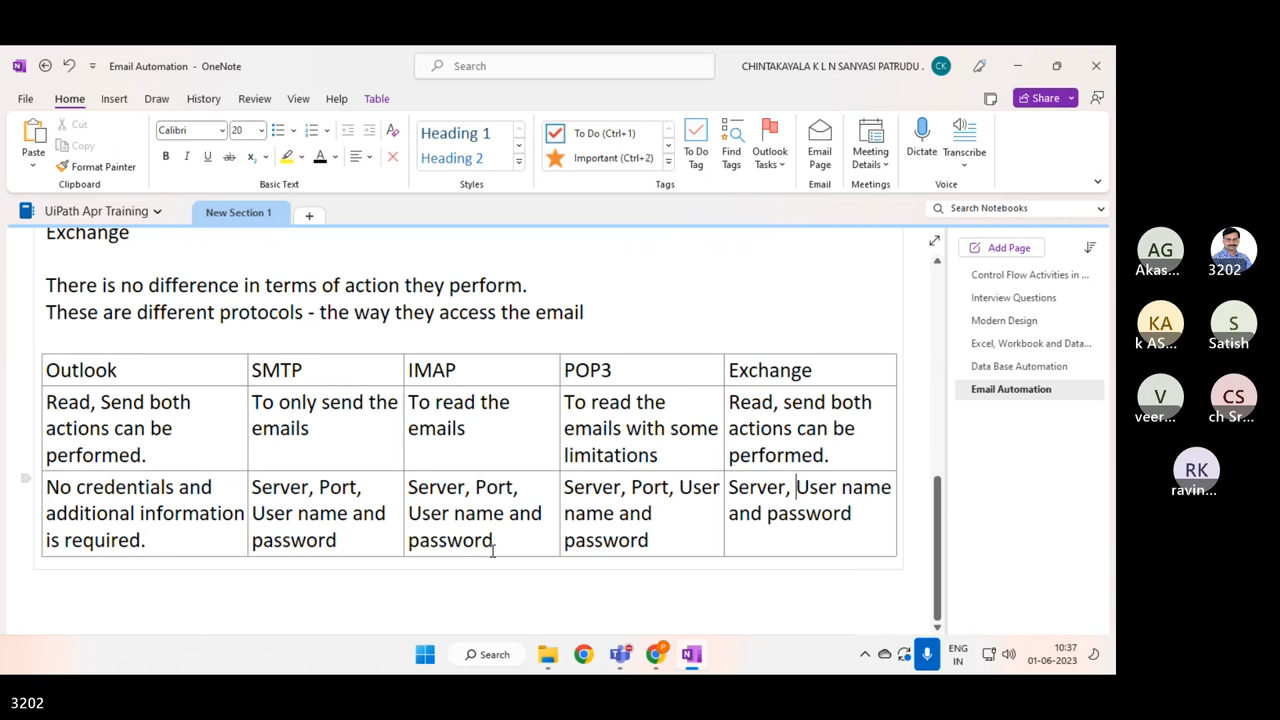 Email Automation - OneNote
Search
CHINTAKAYALA K L N SANYASI PATRUDU .
CK
File Home Insert Draw History Review View Help Table
Share
Paste
Cut
Copy
Format Painter
Clipboard
Calibri 20
Basic Text
Heading 1
Heading 2
Styles
To Do (Ctrl+1)
Important (Ctrl+2)
To Do Tag
Find Tags
Outlook Tasks
Tags
Email Page
Email
Meeting Details
Meetings
Dictate
Transcribe
Voice
UiPath Apr Training
New Section 1
+
Search Notebooks
Exchange
There is no difference in terms of action they perform.
These are different protocols - the way they access the email
Outlook SMTP IMAP POP3 Exchange
Read, Send both
actions can be
performed.
To only send the
emails
To read the
emails
To read the
emails with some
limitations
Read, send both
actions can be
performed.
No credentials and
additional information
is required.
Server, Port,
User name and
password
Server, Port,
User name and
password
Server, Port, User
name and
password
Server, User name
and password
Add Page
Control Flow Activities in ...
Interview Questions
Modern Design
Excel, Workbook and Data...
Data Base Automation
Email Automation
AG
Akas...
3202
KA
k AS...
S
Satish
V
veer...
CS
ch Sr...
RK
ravin...
Search
ENG
IN
10:37
01-06-2023
3202